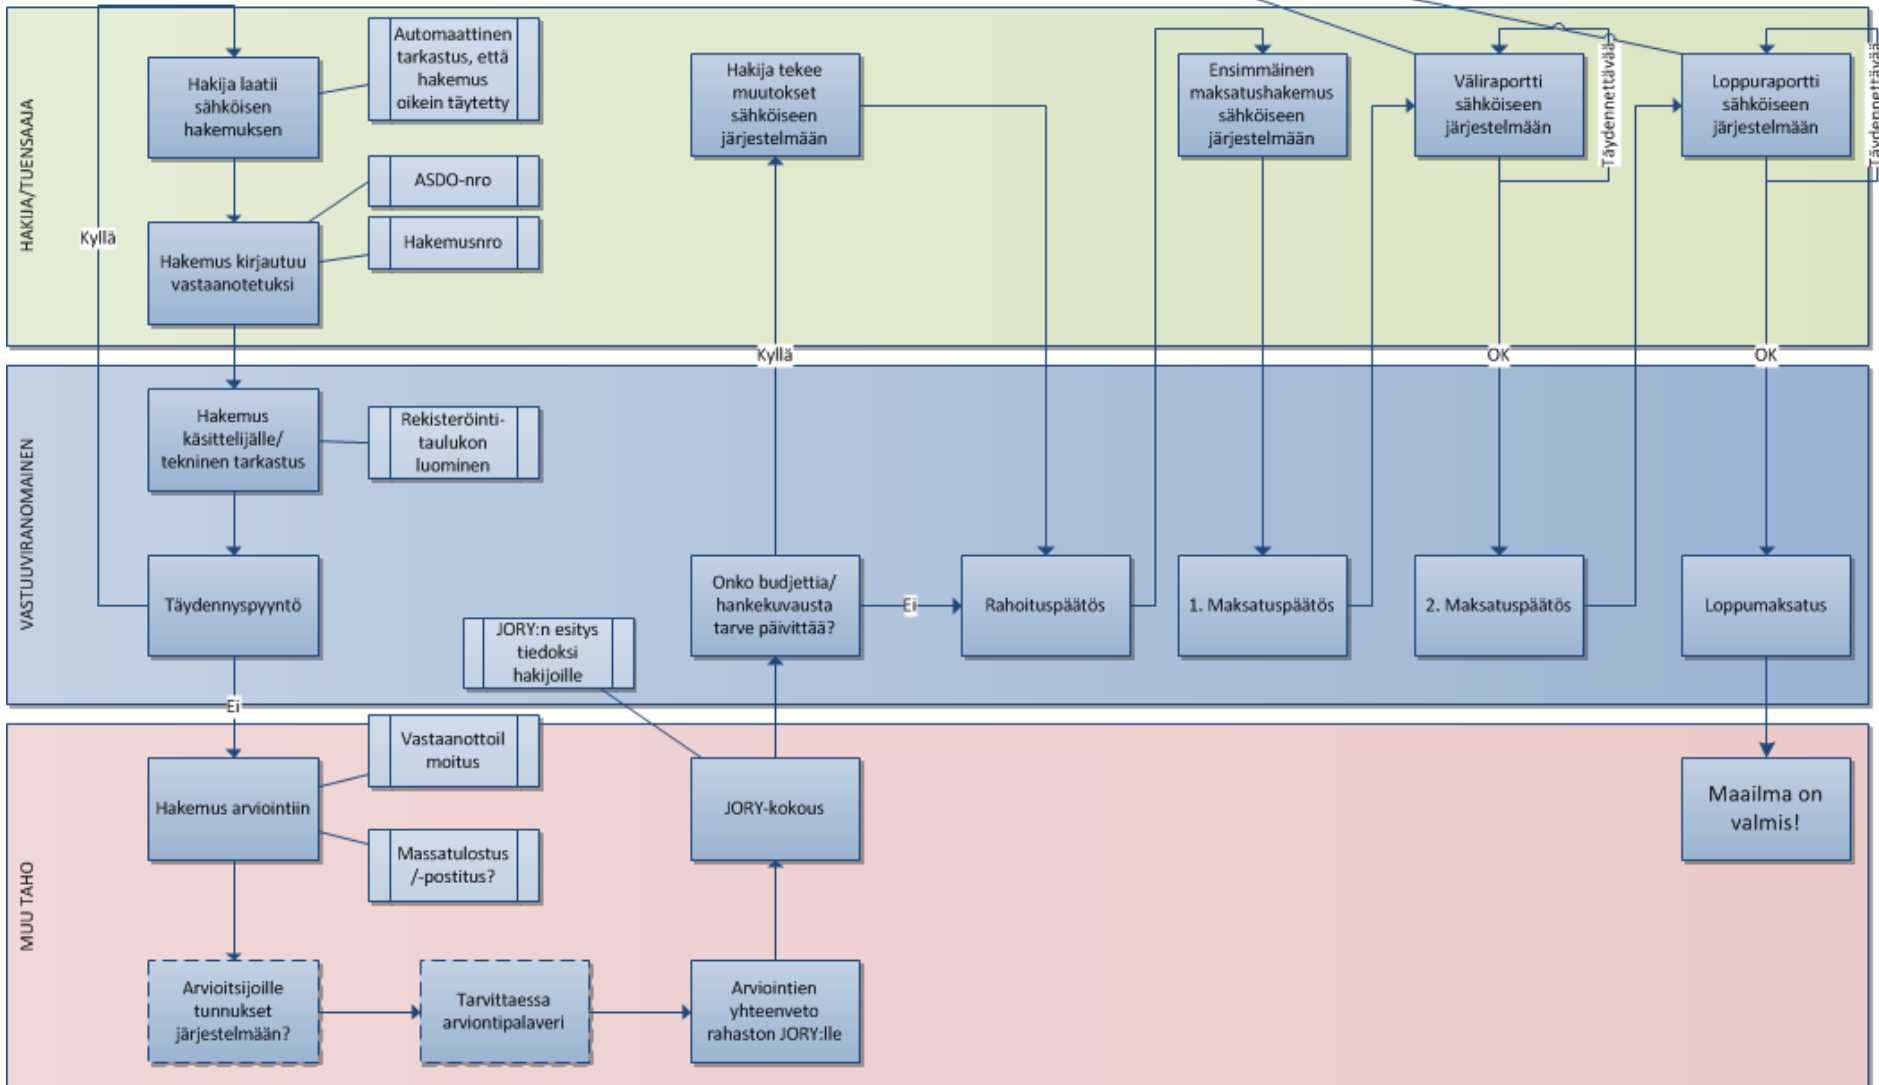 HAKIJA/TUENSAAJA
Hakija laatii
sähköisen
hakemuksen
Automaattinen
tarkastus, että
hakemus
oikein täytetty
ASDO-nro
Hakemusnro
Hakemus kirjautuu
vastaanotetuksi
Kyllä
Hakija tekee
muutokset
sähköiseen
järjestelmään
Ensimmäinen
maksatushakemus
sähköiseen
järjestelmään
Väliraportti
sähköiseen
järjestelmään
Täydennettävää
Loppuraportti
sähköiseen
järjestelmään
Täydennettävää
Kyllä
OK
OK
VASTUUVIRANOMAINEN
Hakemus
käsittelijälle/
tekninen tarkastus
Rekisteröinti-
taulukon
luominen
Täydennyspyyntö
JORY:n esitys
tiedoksi
hakijoille
Onko budjettia/
hankekuvausta
tarve päivittää?
Ei
Rahoituspäätös
1. Maksatuspäätös
2. Maksatuspäätös
Loppumaksatus
Ei
MUU TAHO
Hakemus arviointiin
Vastaanottoil
moitus
Massatulostus
/-postitus?
JORY-kokous
Maailma on
valmis!
Arvioitsijoille
tunnukset
järjestelmään?
Tarvittaessa
arviontipalaveri
Arviointien
yhteenveto
rahaston JORY:lle